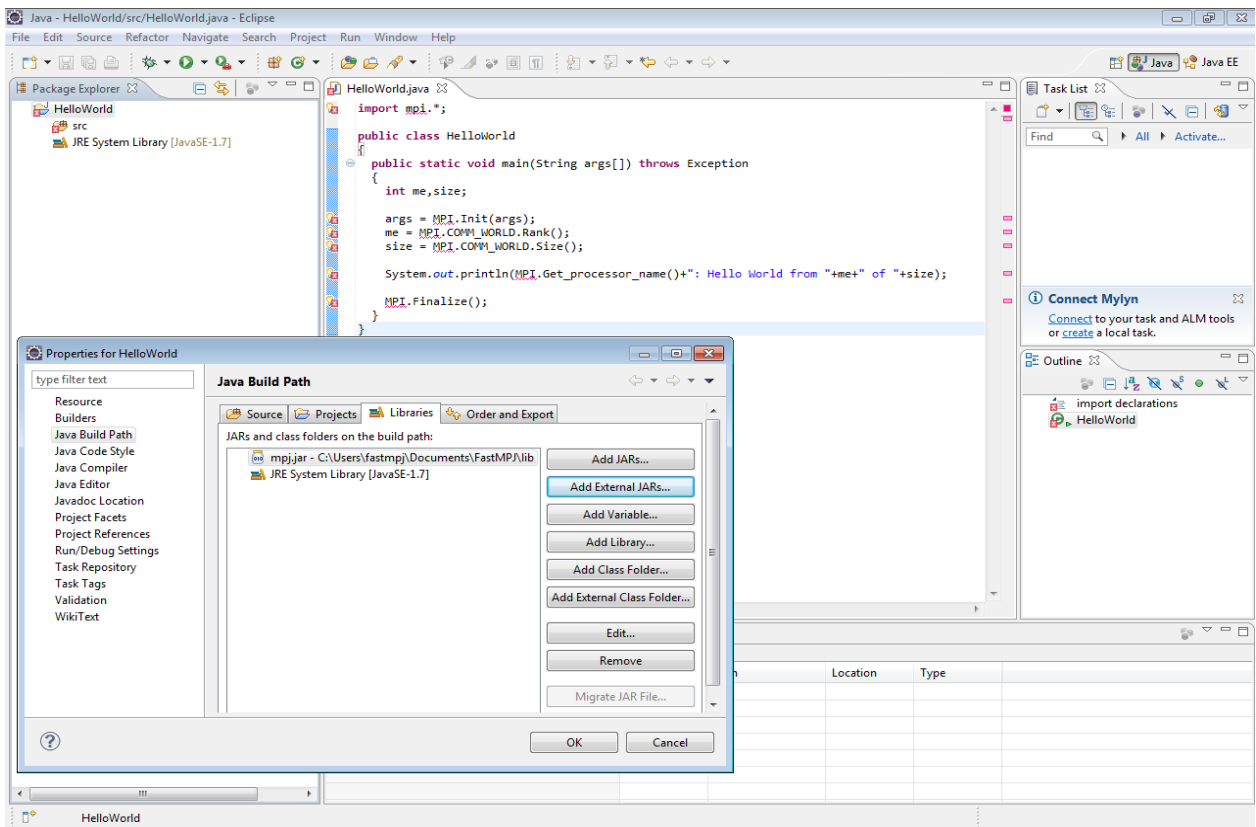 Java - HelloWorld/src/HelloWorld.java - Eclipse
File Edit Source Refactor Navigate Search Project Run Window Help
Java Java EE
Package Explorer
HelloWorld
src
JRE System Library [JavaSE-1.7]
HelloWorld.java
import mpi.*;
public class HelloWorld
{
public static void main(String args[]) throws Exception
{
int me,size;
args = MPI.Init(args);
me = MPI.COMM_WORLD.Rank();
size = MPI.COMM_WORLD.Size();
System.out.println(MPI.Get_processor_name()+": Hello World from "+me+" of "+size);
MPI.Finalize();
}
}
Task List
Find All Activate...
Connect Mylyn
Connect to your task and ALM tools
or create a local task.
Outline
import declarations
HelloWorld
Properties for HelloWorld
type filter text
Resource
Builders
Java Build Path
Java Code Style
Java Compiler
Java Editor
Javadoc Location
Project Facets
Project References
Run/Debug Settings
Task Repository
Task Tags
Validation
WikiText
Java Build Path
Source Projects Libraries Order and Export
JARs and class folders on the build path:
mpj.jar - C:\Users\fastmpj\Documents\FastMPJ\lib
JRE System Library [JavaSE-1.7]
Add JARs...
Add External JARs...
Add Variable...
Add Library...
Add Class Folder...
Add External Class Folder...
Edit...
Remove
Migrate JAR File...
OK Cancel
Location Type
HelloWorld